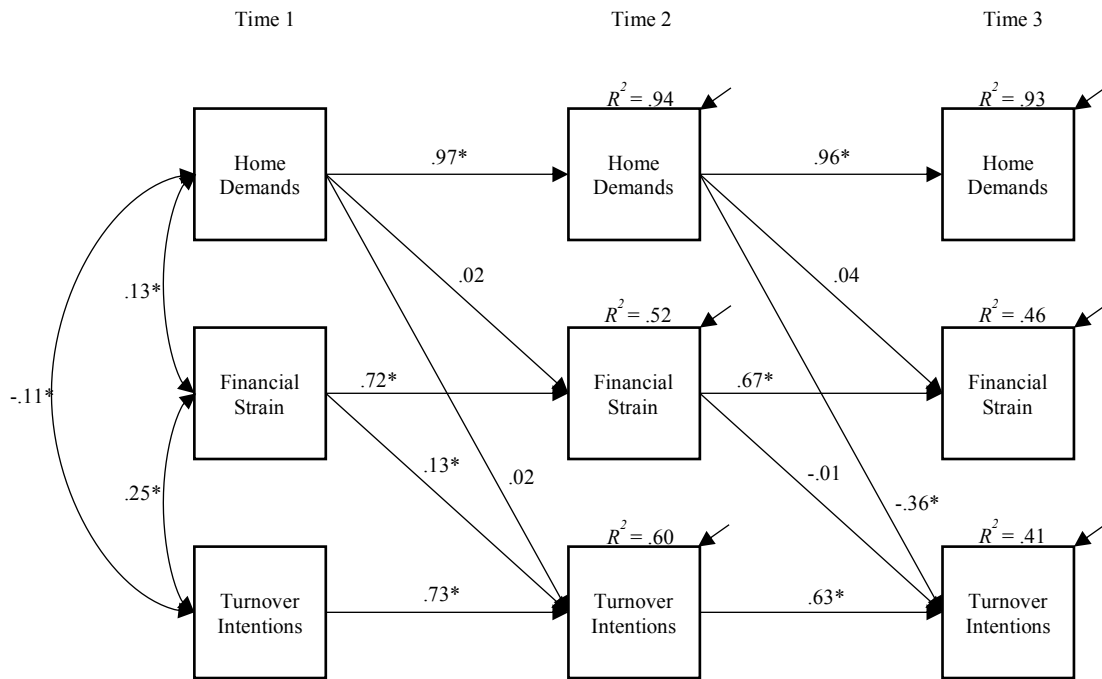 Time 1
Time 2
Time 3
R² = .94
R² = .93
Home
Demands
.97*
Home
Demands
.96*
Home
Demands
.13*
.02
.04
R² = .52
R² = .46
-.11*
Financial
Strain
.72*
Financial
Strain
.67*
Financial
Strain
.25*
.13*
.02
-.01
-.36*
R² = .60
R² = .41
Turnover
Intentions
.73*
Turnover
Intentions
.63*
Turnover
Intentions